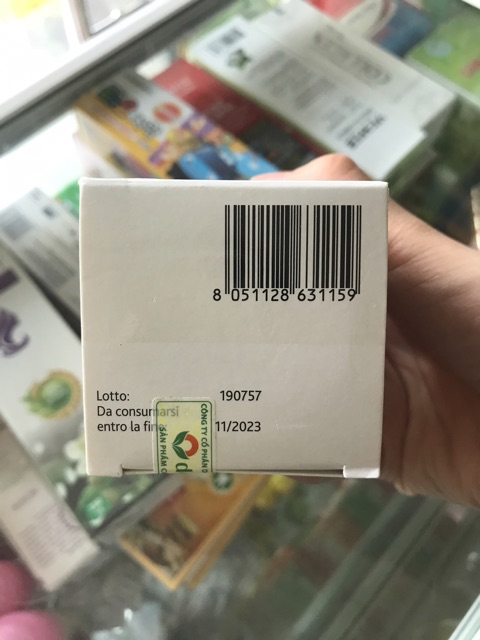 8 051128 631159
Lotto: 190757
Da consumarsi
entro la fine: 11/2023
CÔNG TY CỔ PHẦN D
SẢN PHẨM C